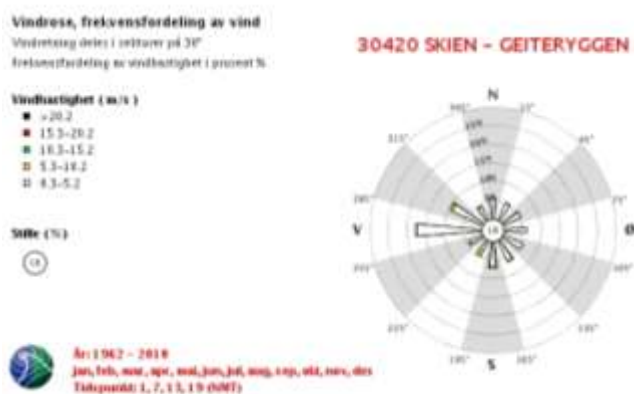 Vindrose, frekvensfordeling av vind
Vindretning deles i sektorer på 30°
Frekvensfordeling av vindhastighet i prosent %
30420 SKIEN - GEITERYGGEN
Vindhastighet ( m/s )
>20.2
15.3-20.2
10.3-15.2
5.3-10.2
0.3-5.2
Stille (%)
N
V
Ø
S
År: 1962 - 2010
jan, feb, mar, apr, mai, jun, jul, aug, sep, okt, nov, des
Tidspunkt: 1, 7, 13, 19 (NMT)